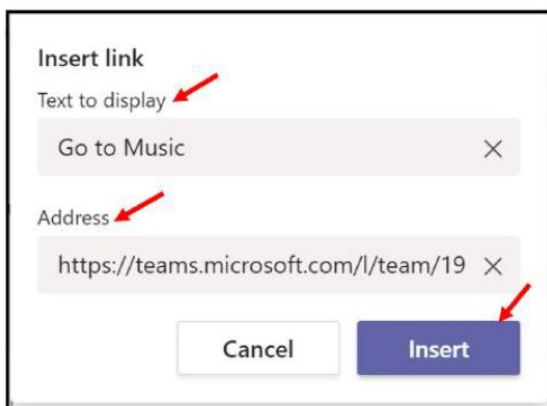 Insert link
Text to display
Go to Music
Address
https://teams.microsoft.com/l/team/19
Cancel Insert